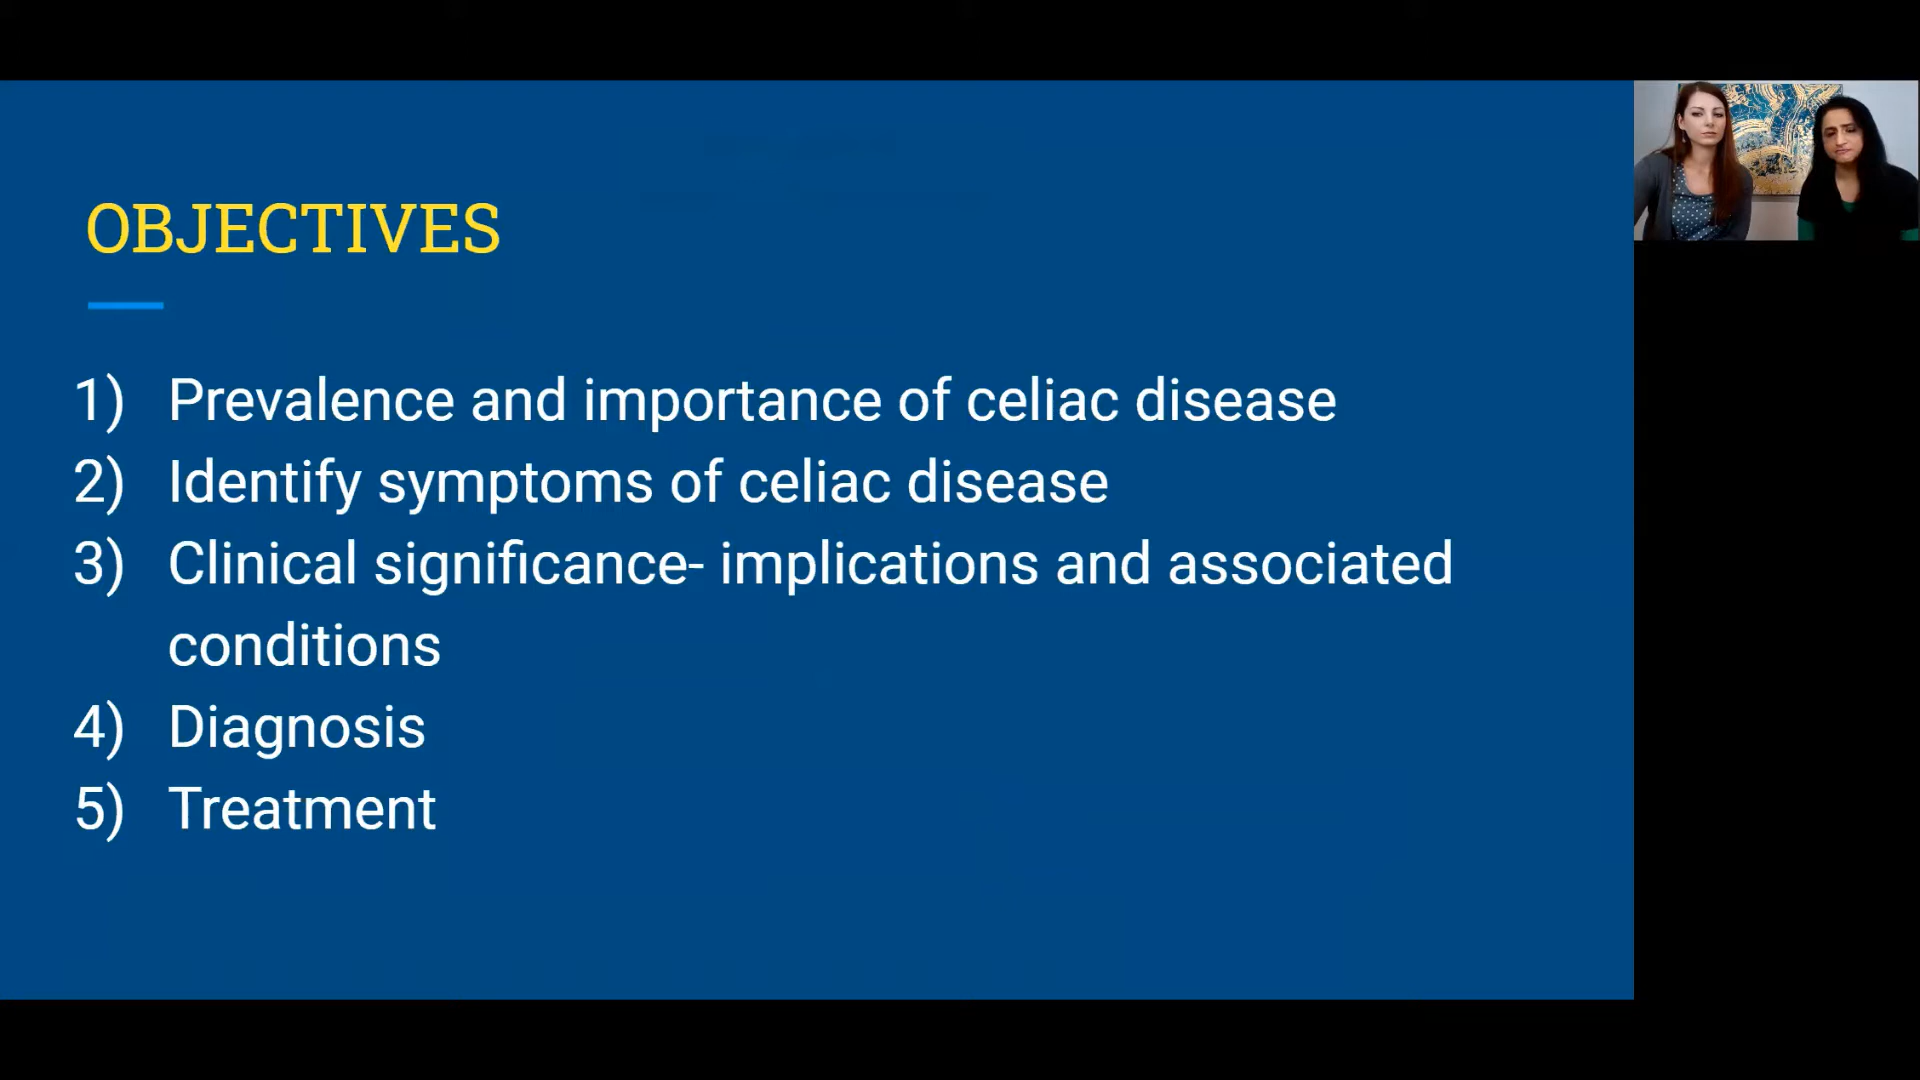 OBJECTIVES
1) Prevalence and importance of celiac disease
2) Identify symptoms of celiac disease
3) Clinical significance- implications and associated
conditions
4) Diagnosis
5) Treatment